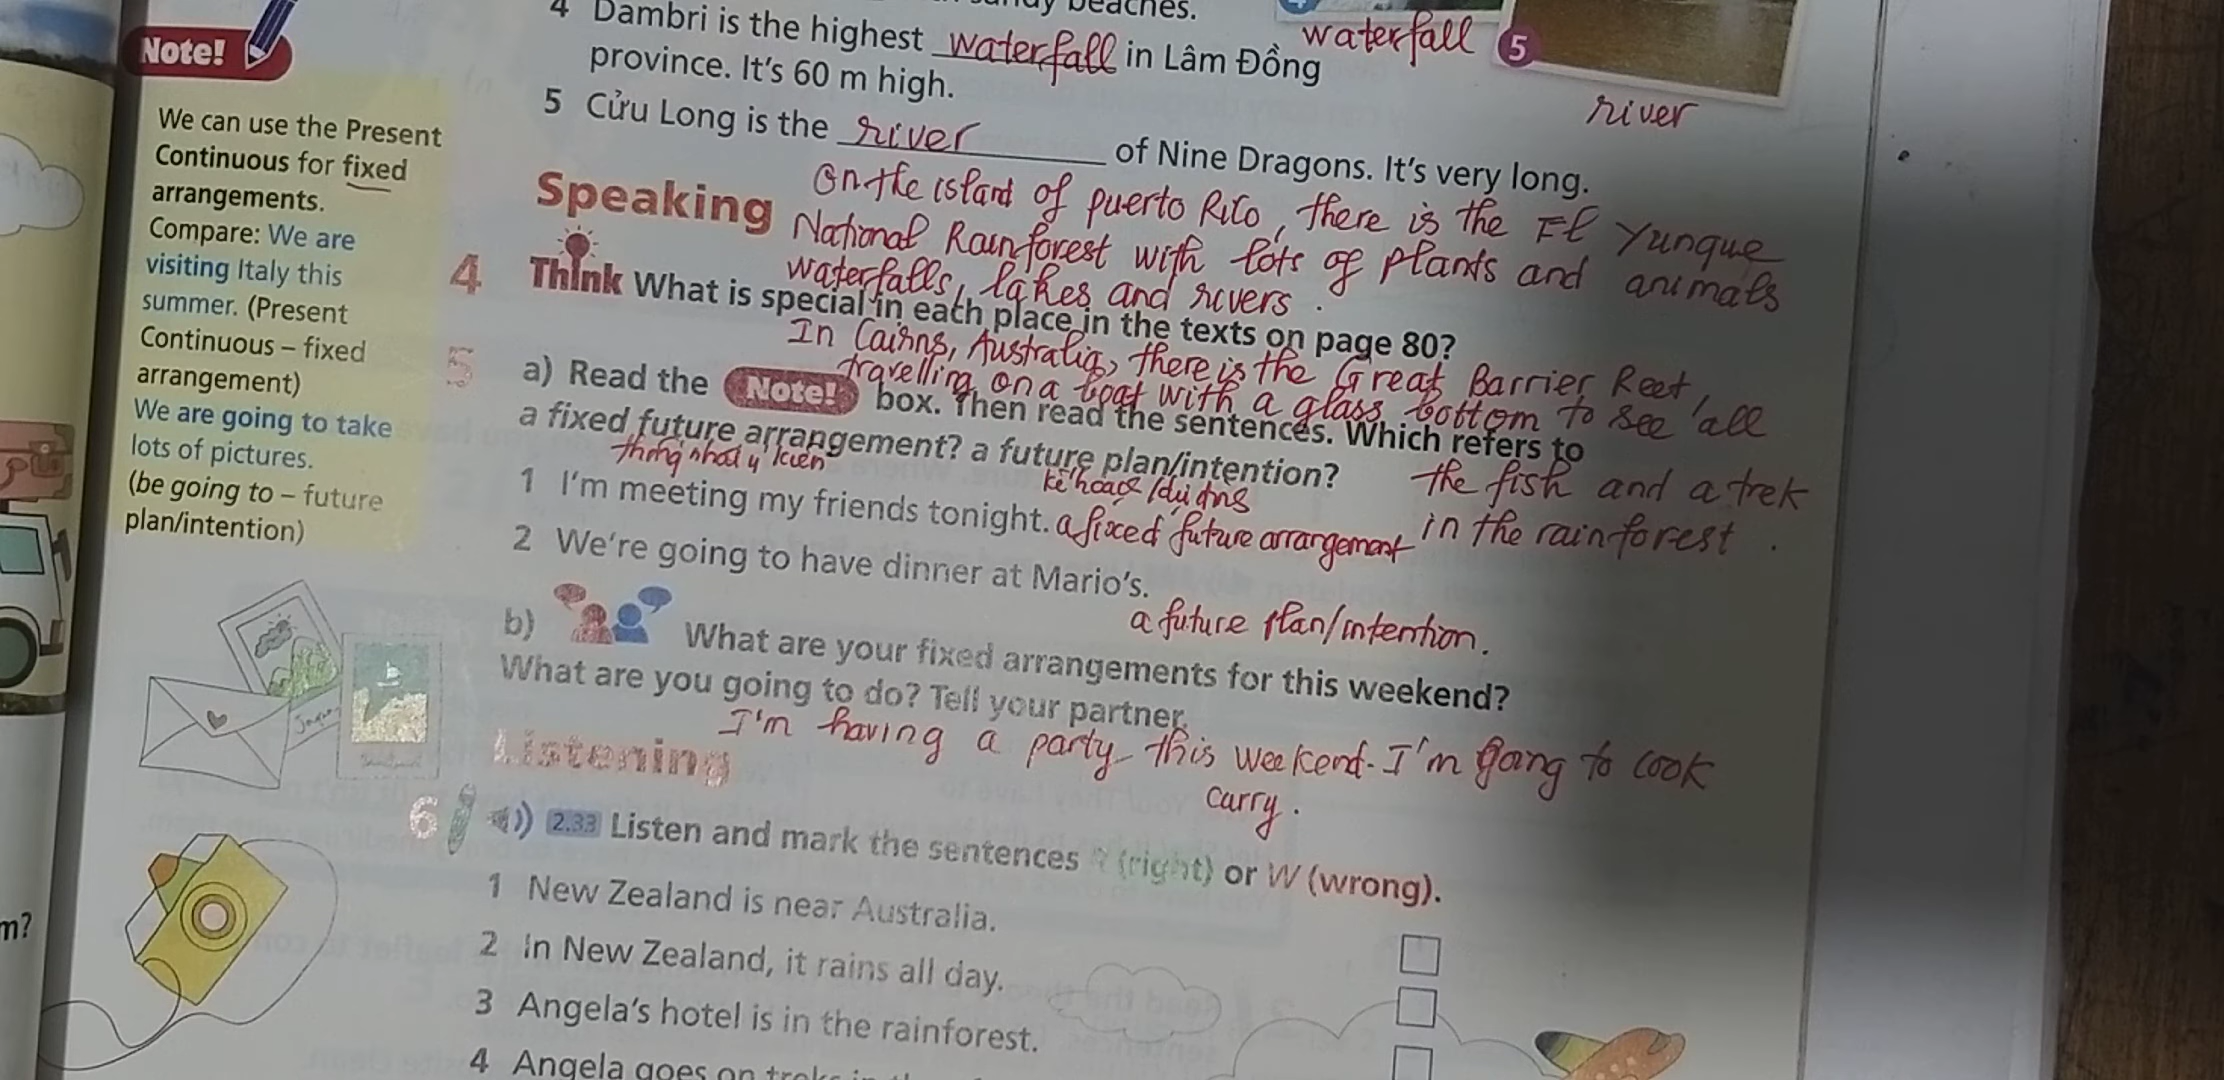 beaches.
4 Dambri is the highest waterfall in Lâm Đồng
province. It's 60 m high.
5 Cửu Long is the river of Nine Dragons. It's very long.
waterfall 5
river
Note!
We can use the Present
Continuous for fixed
arrangements.
Compare: We are
visiting Italy this
summer. (Present
Continuous – fixed
arrangement)
We are going to take
lots of pictures.
(be going to – future
plan/intention)
Speaking
On the island of puerto Rico, there is the El Yunque
National Rainforest with lots of plants and animals
waterfalls, lakes and rivers.
4 Think What is special in each place in the texts on page 80?
In Cairns, Australia, there is the Great Barrier Reet,
travelling on a boat with a glass bottom to see all
the fish and a trek
in the rainforest.
5 a) Read the Note! box. Then read the sentences. Which refers to
a fixed future arrangement? a future plan/intention?
1 I'm meeting my friends tonight. a fixed future arrangement
2 We're going to have dinner at Mario's.
a future plan/intention.
b) What are your fixed arrangements for this weekend?
What are you going to do? Tell your partner.
I'm having a party this weekend. I'm going to cook
curry.
Listening
6 2.33 Listen and mark the sentences R (right) or W (wrong).
1 New Zealand is near Australia.
2 In New Zealand, it rains all day.
3 Angela's hotel is in the rainforest.
4 Angela goes on
m?